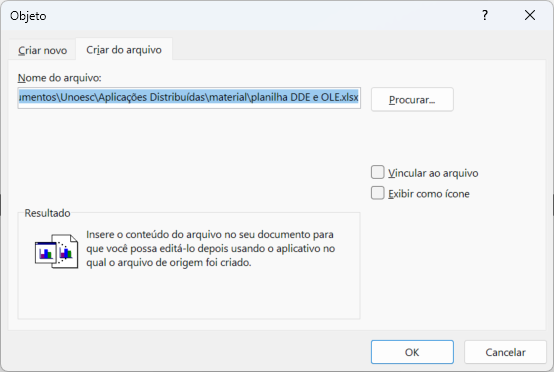 Objeto
?
Criar novo
Criar do arquivo
Nome do arquivo:
ımentos\Unoesc\Aplicações Distribuídas\material\planilha DDE e OLE.xlsx
Procurar...
Vincular ao arquivo
Exibir como ícone
Resultado
Insere o conteúdo do arquivo no seu documento para
que você possa editá-lo depois usando o aplicativo no
qual o arquivo de origem foi criado.
OK
Cancelar